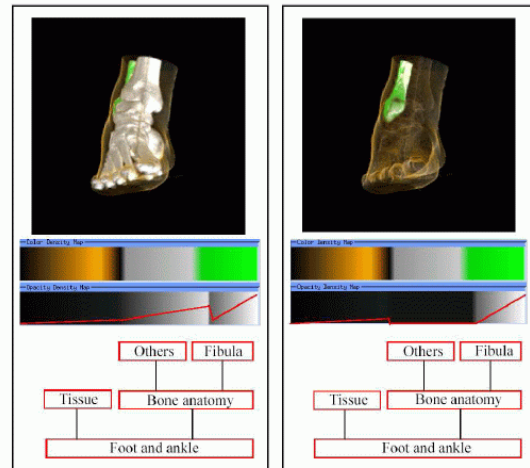 Color Density Map
Opacity Density Map
Others
Fibula
Tissue
Bone anatomy
Foot and ankle
Color Density Map
Opacity Density Map
Others
Fibula
Tissue
Bone anatomy
Foot and ankle